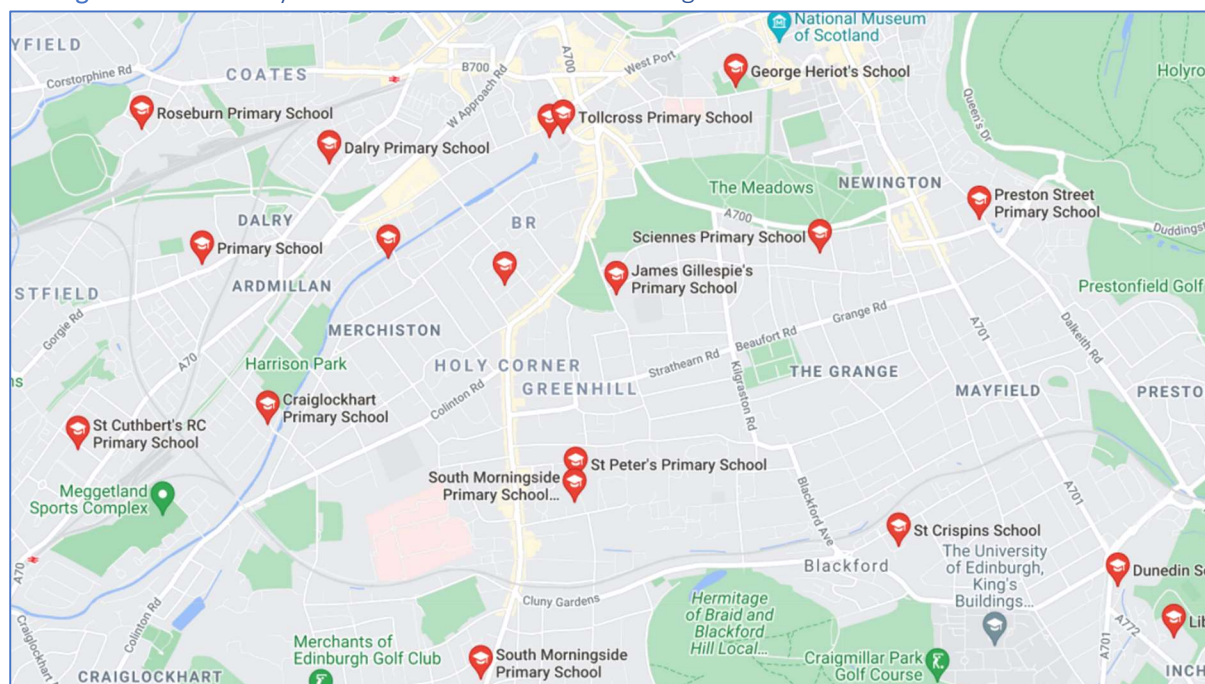 YFIELD
Corstorphine Rd
COATES
B700
A700
West Port
National Museum
of Scotland
George Heriot's School
Holyro
Queen's Dr
Roseburn Primary School
W Approach Rd
Tollcross Primary School
Dalry Primary School
The Meadows
NEWINGTON
Preston Street
Primary School
DALRY
BR
A700
Duddingst
Primary School
Sciennes Primary School
ARDMILLAN
James Gillespie's
Primary School
STFIELD
Prestonfield Golf
Gorgie Rd
MERCHISTON
Grange Rd
Beaufort Rd
Strathearn Rd
A701
Dalkeith Rd
A70
Harrison Park
HOLY CORNER
GREENHILL
Kilgraston Rd
THE GRANGE
MAYFIELD
PRESTO
ns
Colinton Rd
Craiglockhart
Primary School
St Cuthbert's RC
Primary School
St Peter's Primary School
South Morningside
Primary School...
Meggetland
Sports Complex
Blackford Ave
A701
St Crispins School
The University
of Edinburgh,
King's
Buildings...
Blackford
A70
Dunedin Sc
Cluny Gardens
Hermitage
of Braid and
Blackford
Hill Local...
Colinton Rd
Lib
A772
A701
Craiglockhart A
Merchants of
Edinburgh Golf Club
South Morningside
Primary School
Craigmillar Park
Golf Course
CRAIGLOCKHART
INCH